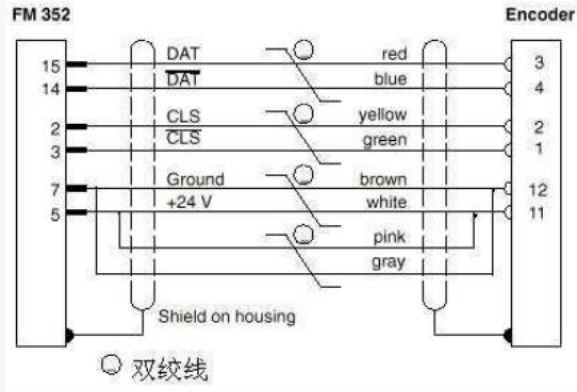 FM 352 Encoder
15 DAT red 3
14 DAT blue 4
2 CLS yellow 2
3 CLS green 1
7 Ground brown 12
5 +24 V white 11
pink
gray
Shield on housing
双绞线